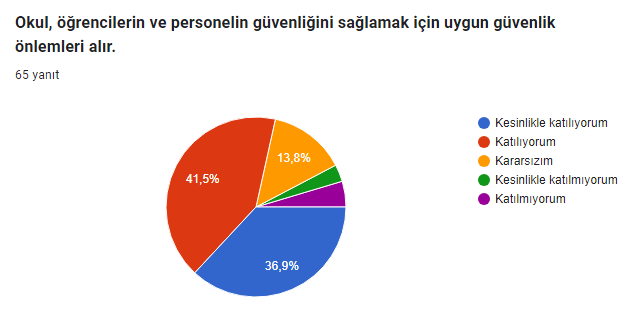 Okul, öğrencilerin ve personelin güvenliğini sağlamak için uygun güvenlik
önlemleri alır.
65 yanıt
Kesinlikle katılıyorum
Katılıyorum
Kararsızım
Kesinlikle katılmıyorum
Katılmıyorum
13,8%
41,5%
36,9%